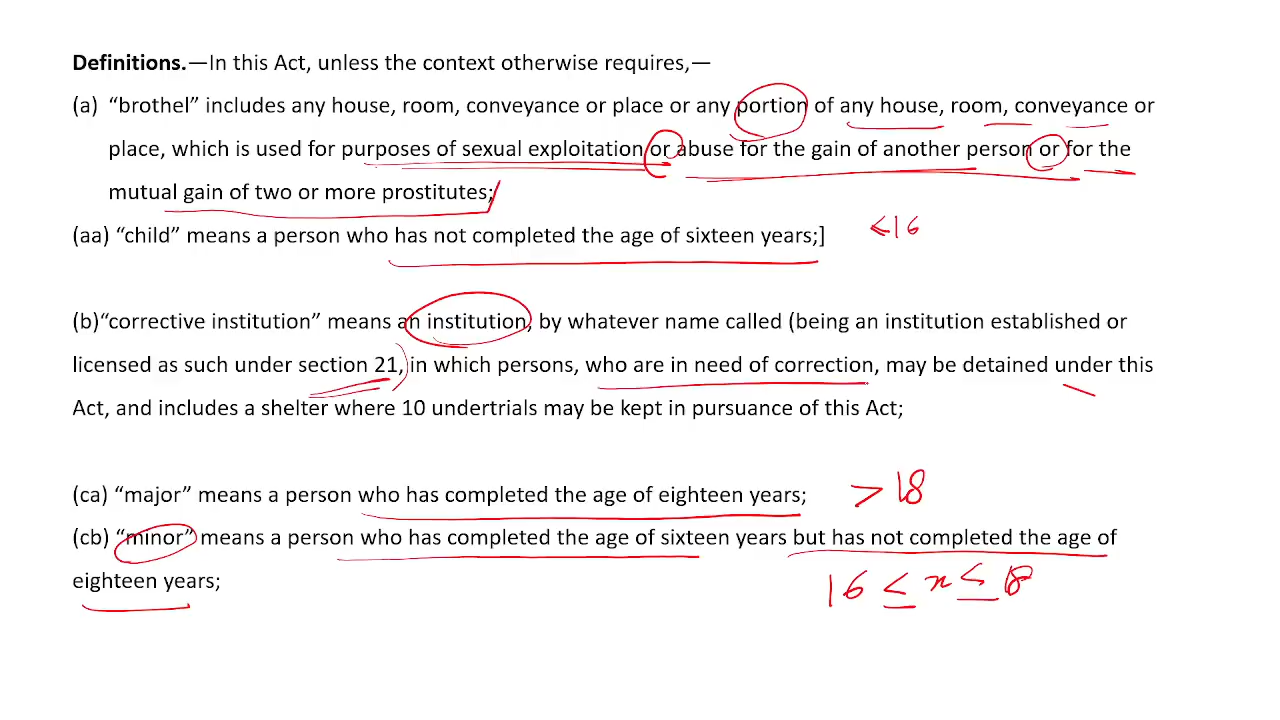 Definitions.—In this Act, unless the context otherwise requires,—
(a) “brothel” includes any house, room, conveyance or place or any portion of any house, room, conveyance or
place, which is used for purposes of sexual exploitation or abuse for the gain of another person or for the
mutual gain of two or more prostitutes;
(aa) “child” means a person who has not completed the age of sixteen years;] <16
(b)“corrective institution” means an institution, by whatever name called (being an institution established or
licensed as such under section 21, in which persons, who are in need of correction, may be detained under this
Act, and includes a shelter where 10 undertrials may be kept in pursuance of this Act;
(ca) “major” means a person who has completed the age of eighteen years; > 18
(cb) “minor” means a person who has completed the age of sixteen years but has not completed the age of
eighteen years;
16 ≤ x ≤ 18